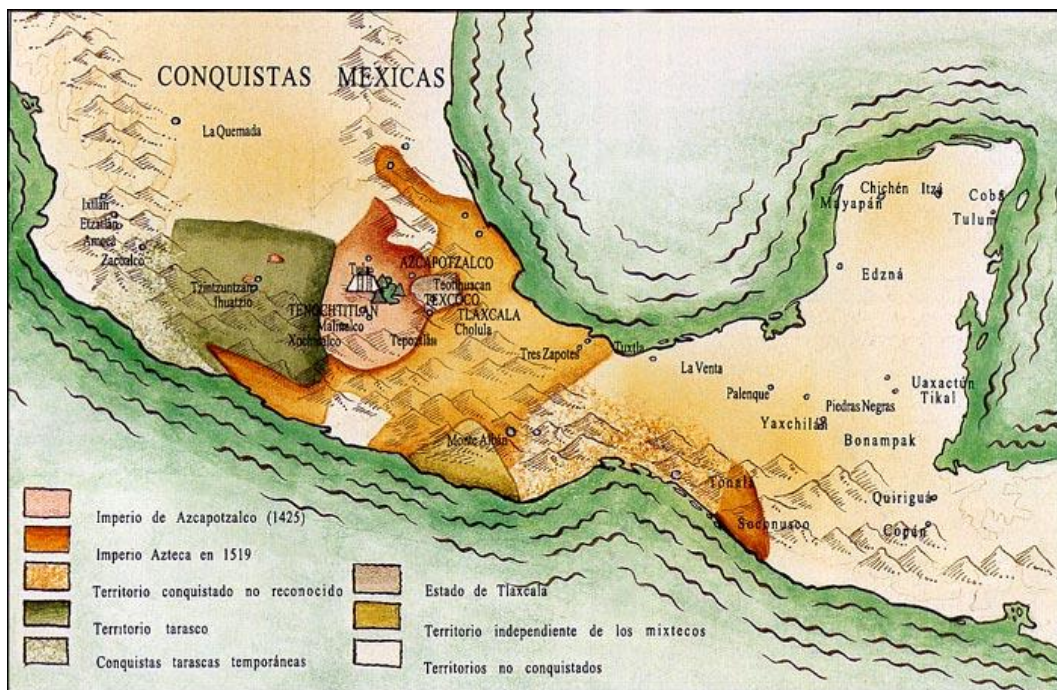 CONQUISTAS MEXICAS
La Quemada
Ixtlán
Etzatlán
Ameca
Zacoalco
Tzintzuntzan
Ihuatzio
Tula
AZCAPOTZALCO
Teotihuacan
TEXCOCO
TENOCHTITLAN
Malinalco
Xochicalco
Tepoztlán
TLAXCALA
Cholula
Tres Zapotes
Tuxtla
La Venta
Monte Albán
Chichén Itzá
Mayapán
Cobá
Tulum
Edzná
Palenque
Uaxactún
Tikal
Piedras Negras
Yaxchilán
Bonampak
Tonalá
Soconusco
Quiriguá
Copán
Imperio de Azcapotzalco (1425)
Imperio Azteca en 1519
Territorio conquistado no reconocido
Territorio tarasco
Conquistas tarascas temporáneas
Estado de Tlaxcala
Territorio independiente de los mixtecos
Territorios no conquistados